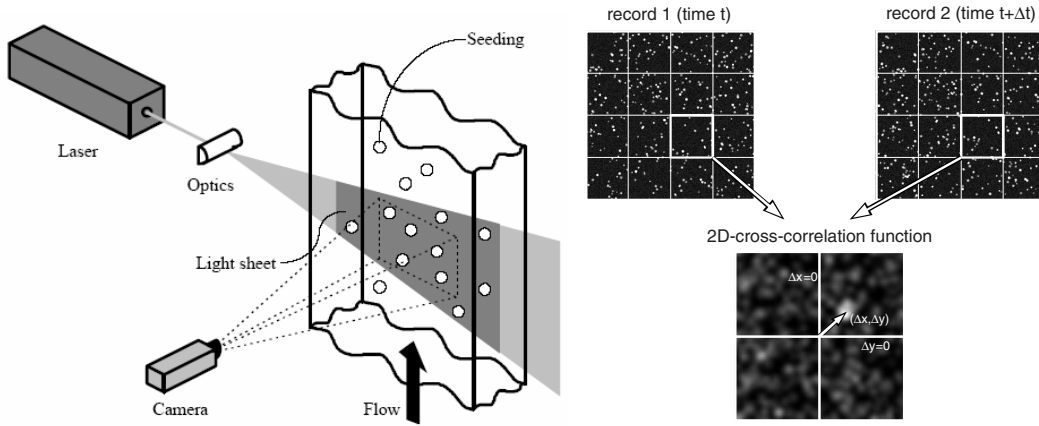 Seeding
Laser
Optics
Light sheet
Camera
Flow
record 1 (time t)
record 2 (time t+Δt)
2D-cross-correlation function
Δx=0
(Δx,Δy)
Δy=0